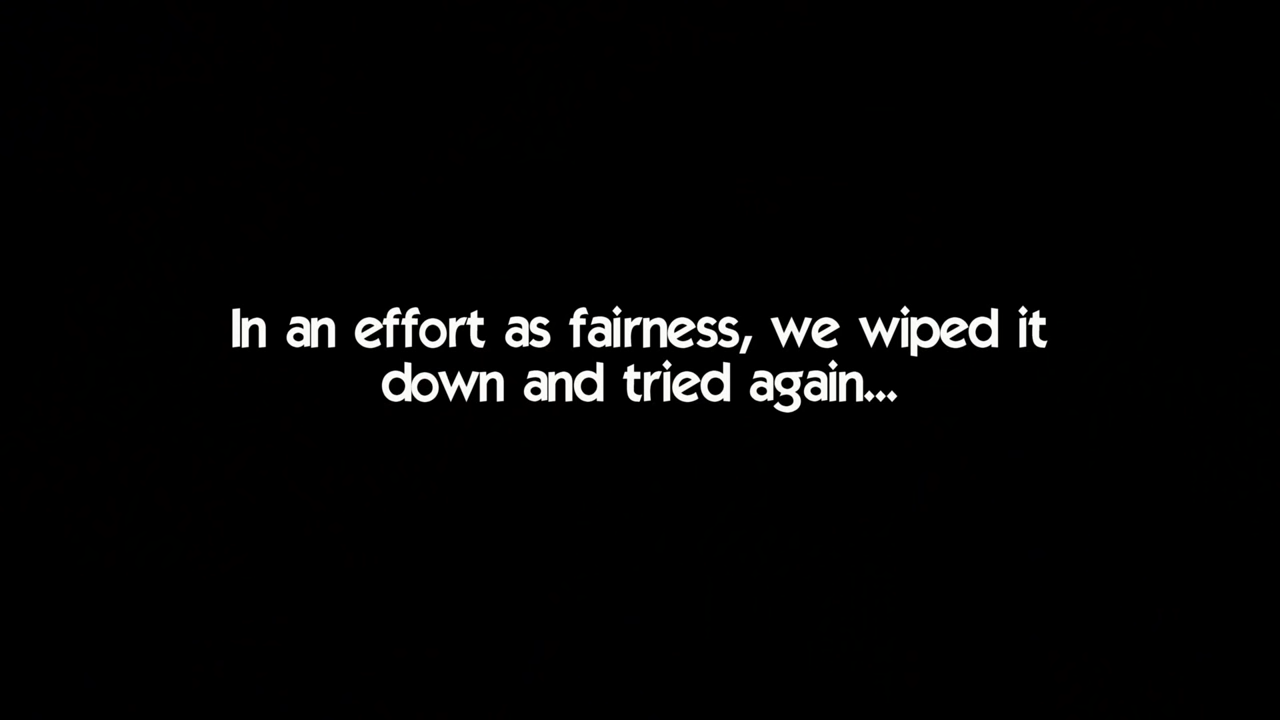 In an effort as fairness, we wiped it
down and tried again...